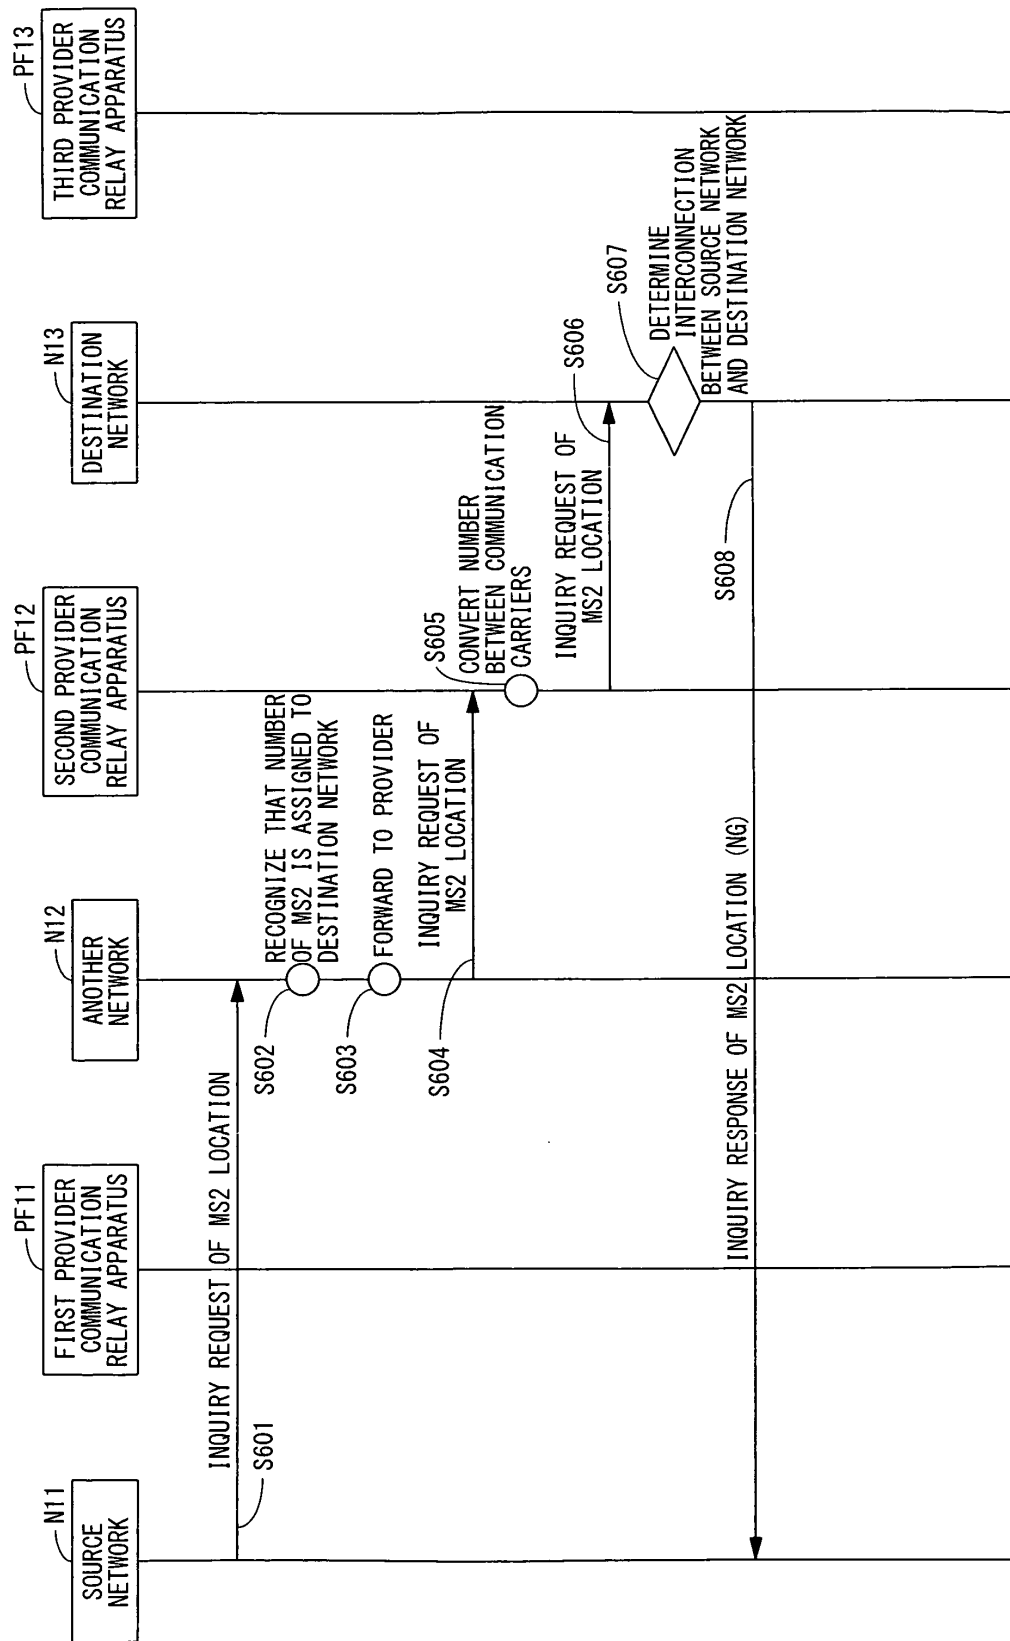 N11
SOURCE
NETWORK
PF11
FIRST PROVIDER
COMMUNICATION
RELAY APPARATUS
N12
ANOTHER
NETWORK
PF12
SECOND PROVIDER
COMMUNICATION
RELAY APPARATUS
N13
DESTINATION
NETWORK
PF13
THIRD PROVIDER
COMMUNICATION
RELAY APPARATUS
INQUIRY REQUEST OF MS2 LOCATION
S601
S602
RECOGNIZE THAT NUMBER
OF MS2 IS ASSIGNED TO
DESTINATION NETWORK
S603
FORWARD TO PROVIDER
S604
INQUIRY REQUEST OF
MS2 LOCATION
S605
CONVERT NUMBER
BETWEEN COMMUNICATION
CARRIERS
INQUIRY REQUEST OF
MS2 LOCATION
S606
S607
DETERMINE
INTERCONNECTION
BETWEEN SOURCE NETWORK
AND DESTINATION NETWORK
INQUIRY RESPONSE OF MS2 LOCATION (NG)
S608